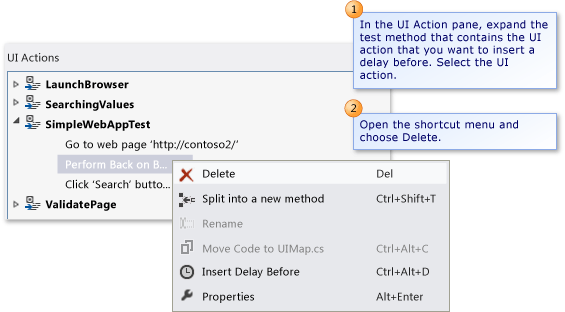 1
In the UI Action pane, expand the
test method that contains the UI
action that you want to insert a
delay before. Select the UI
action.
2
Open the shortcut menu and
choose Delete.
UI Actions
LaunchBrowser
SearchingValues
SimpleWebAppTest
Go to web page 'http://contoso2/'
Perform Back on B...
Click 'Search' butto...
ValidatePage
Delete Del
Split into a new method Ctrl+Shift+T
Rename
Move Code to UIMap.cs Ctrl+Alt+C
Insert Delay Before Ctrl+Alt+D
Properties Alt+Enter